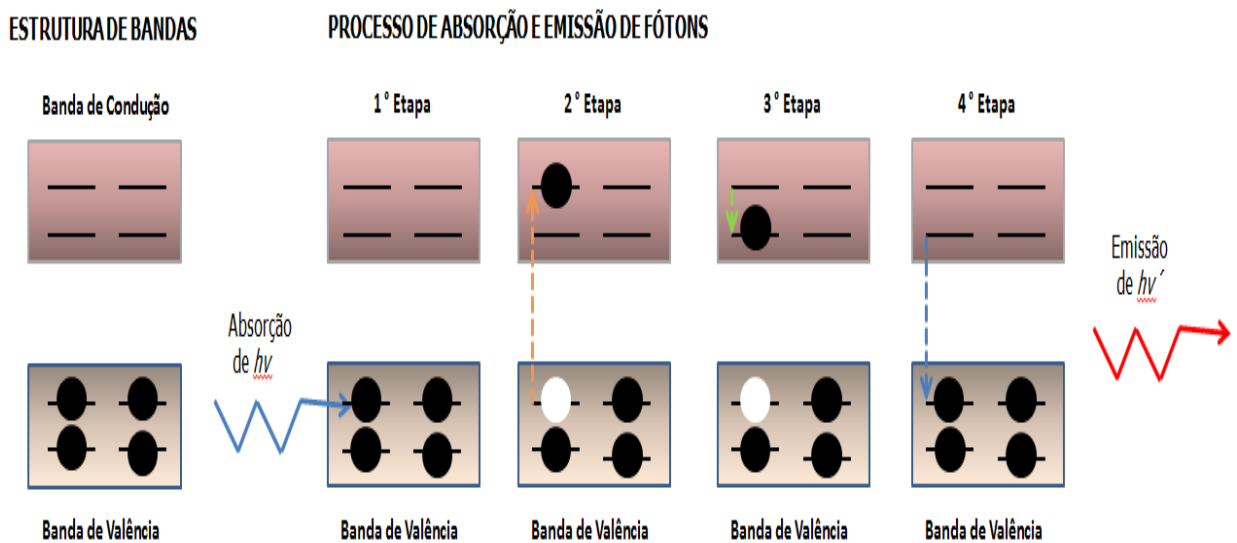 ESTRUTURA DE BANDAS
PROCESSO DE ABSORÇÃO E EMISSÃO DE FÓTONS
Banda de Condução
1° Etapa
2° Etapa
3° Etapa
4° Etapa
Absorção
de hv
Emissão
de hv´
Banda de Valência
Banda de Valência
Banda de Valência
Banda de Valência
Banda de Valência